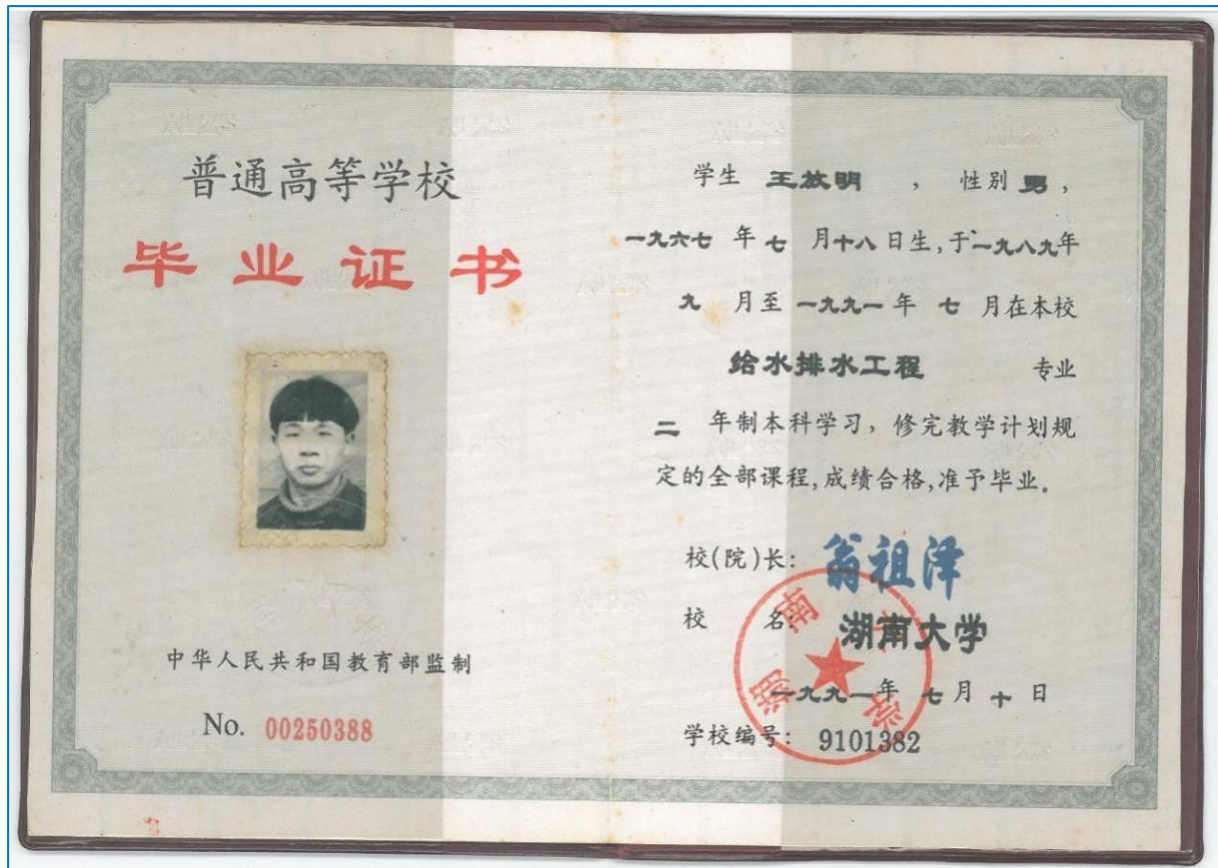 普通高等学校
毕业证书
中华人民共和国教育部监制
No. 00250388
学生 王放明 , 性别 男 ,
一九六七 年 七 月十八日生,于一九八九年
九 月至 一九九一 年 七 月在本校
给水排水工程 专业
二 年制本科学习, 修完教学计划规
定的全部课程,成绩合格,准予毕业。
校(院)长: 翁祖泽
校 名: 湖南大学
一九九一年 七 月 十 日
学校编号: 9101382
湖南大学